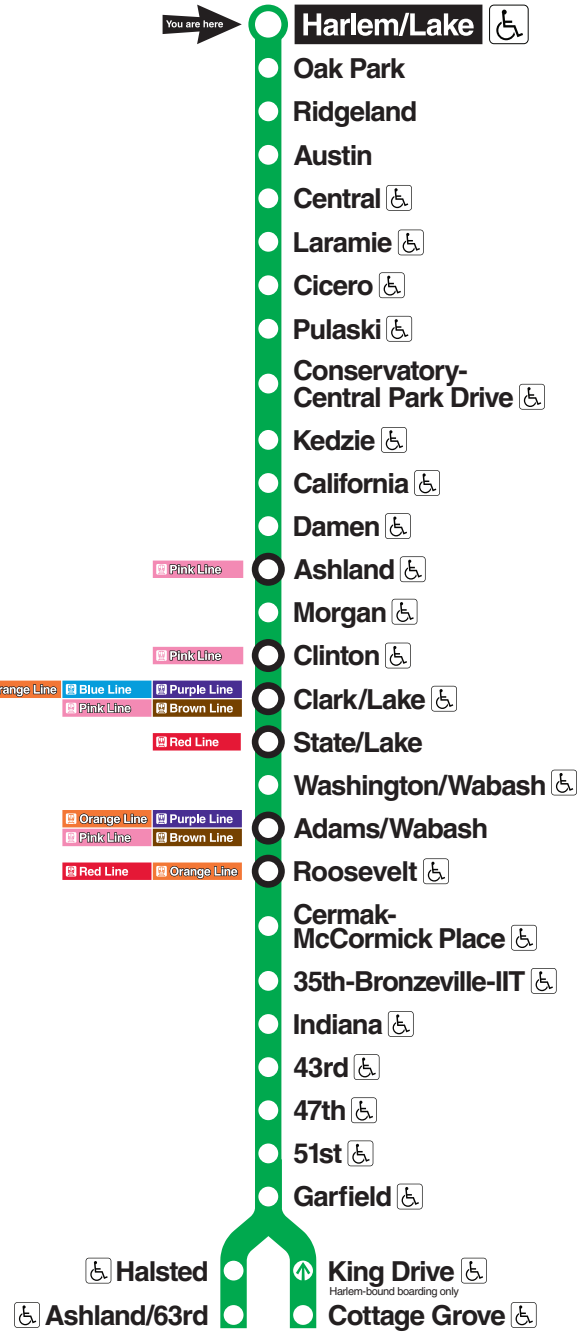 You are here
Harlem/Lake
Oak Park
Ridgeland
Austin
Central
Laramie
Cicero
Pulaski
Conservatory-
Central Park Drive
Kedzie
California
Damen
Pink Line
Ashland
Morgan
Pink Line
Clinton
range Line Blue Line Purple Line
Pink Line Brown Line
Clark/Lake
Red Line
State/Lake
Washington/Wabash
Orange Line Purple Line
Pink Line Brown Line
Adams/Wabash
Red Line Orange Line
Roosevelt
Cermak-
McCormick Place
35th-Bronzeville-IIT
Indiana
43rd
47th
51st
Garfield
Halsted
King Drive
Harlem-bound boarding only
Ashland/63rd
Cottage Grove